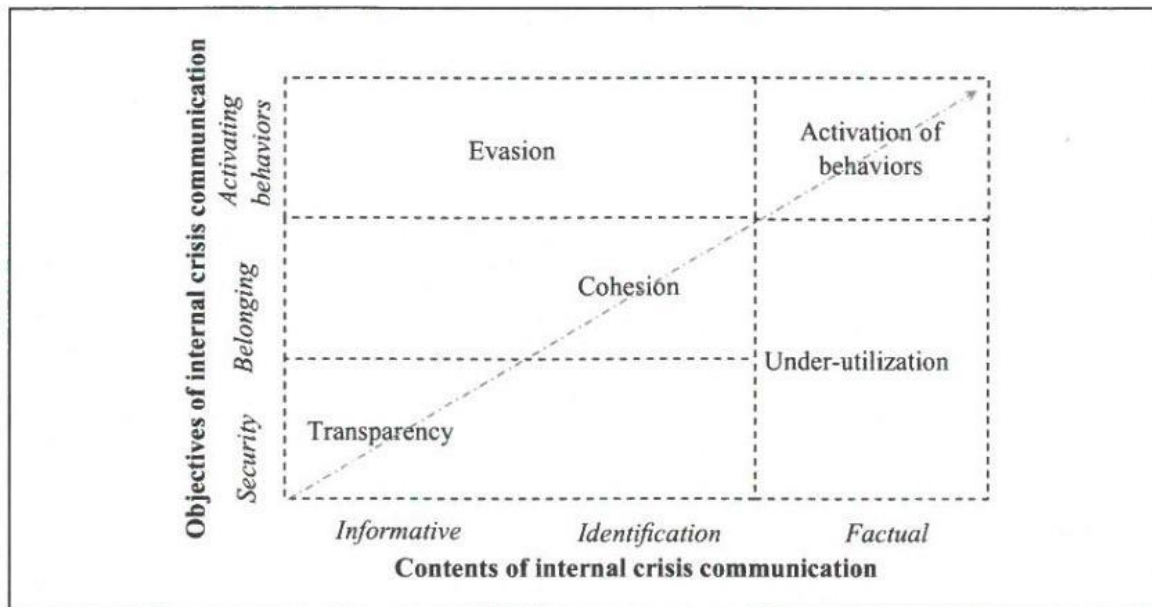 Objectives of internal crisis communication
Activating
behaviors
Belonging
Security
Evasion
Activation of
behaviors
Cohesion
Under-utilization
Transparency
Informative
Identification
Factual
Contents of internal crisis communication